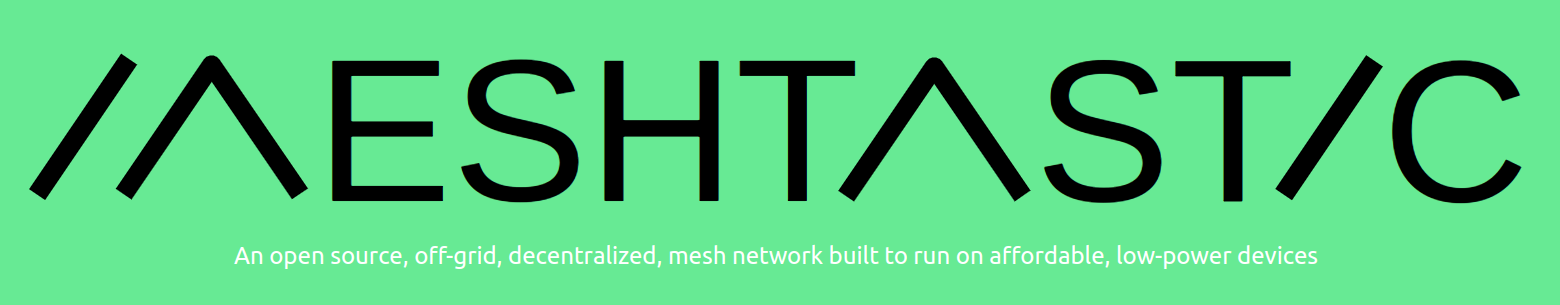 MESHTASTIC
An open source, off-grid, decentralized, mesh network built to run on affordable, low-power devices